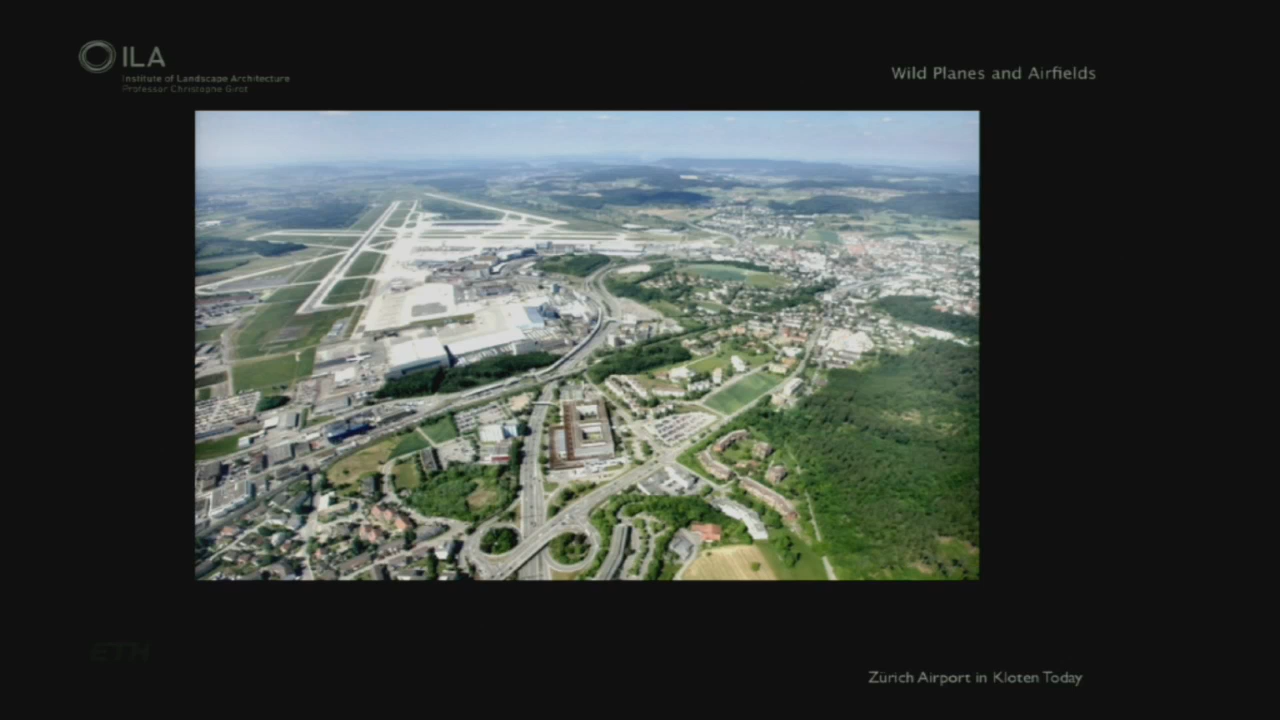 ILA
Institute of Landscape Architecture
Professor Christophe Girot
Wild Planes and Airfields
ETH
Zürich Airport in Kloten Today